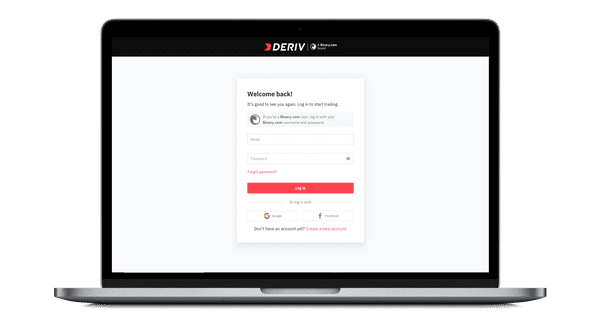 DERIV
A Binary.com
brand
Welcome back!
It's good to see you again. Log in to start trading.
If you're a Binary.com user, log in with your
Binary.com username and password.
Email
Password
Forgot password?
Log in
Or log in with
Google
Facebook
Don't have an account yet? Create a new account